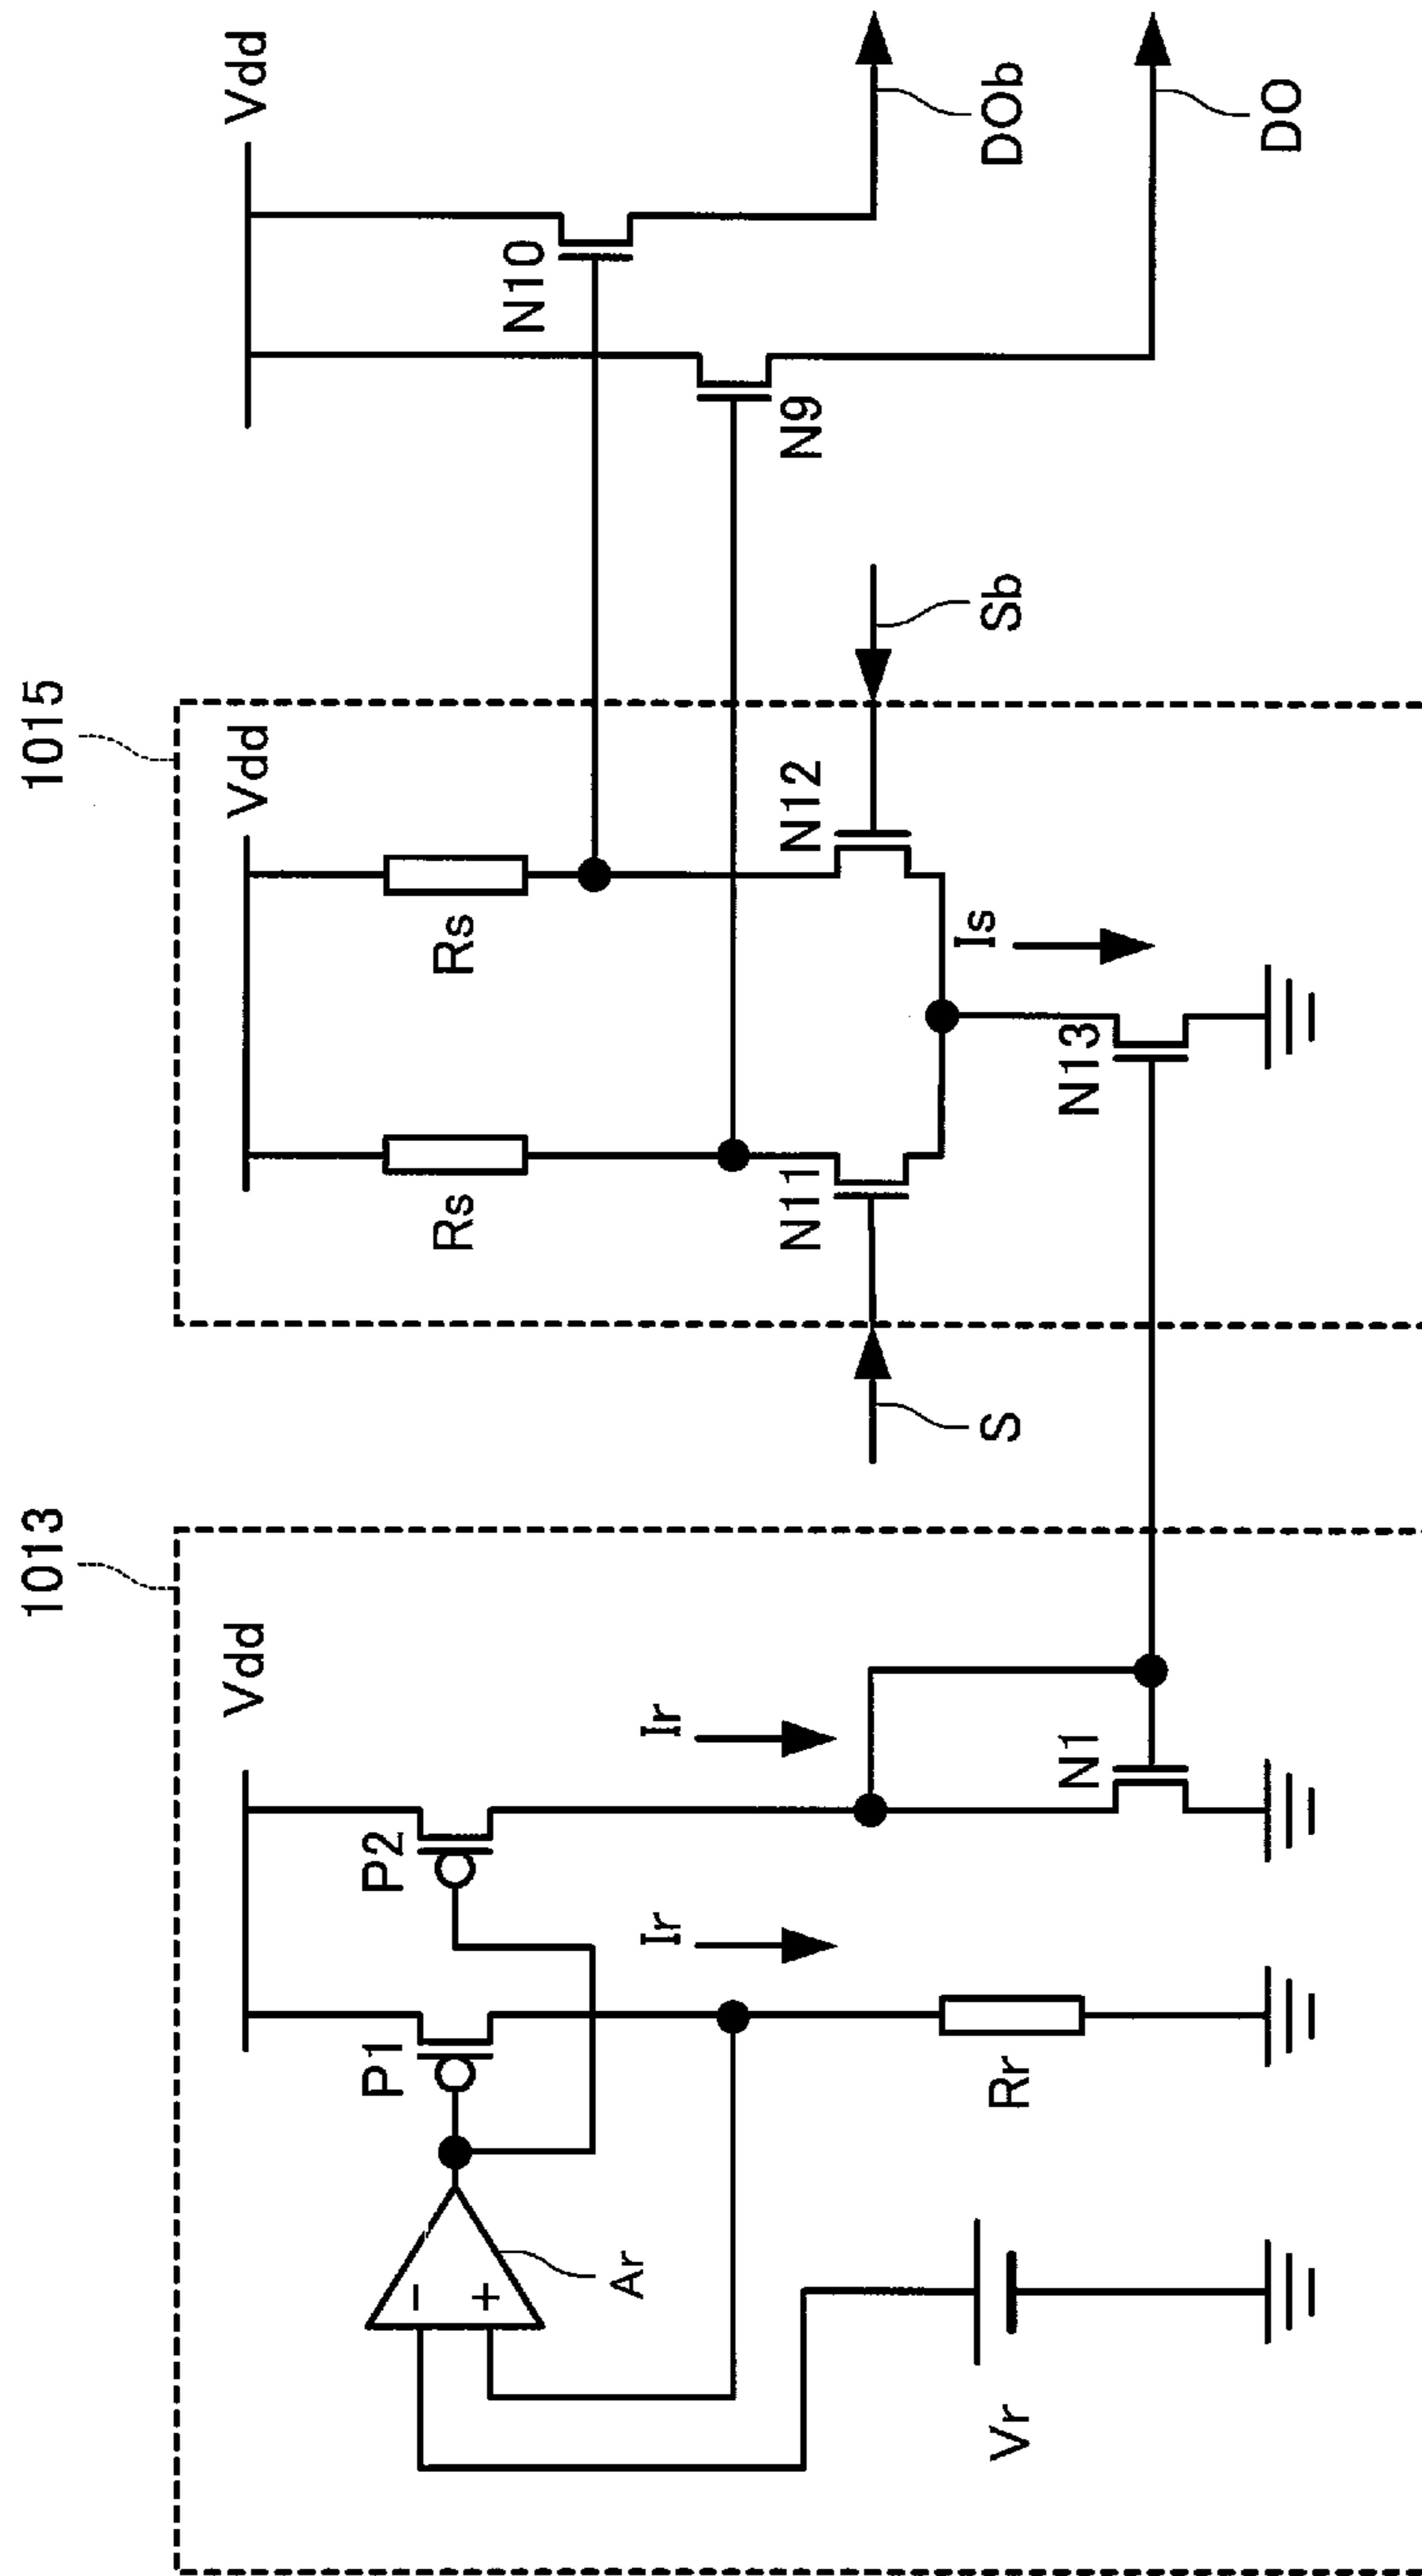 1013
1015
Vdd
Vdd
Vdd
P1
P2
-
+
Ar
Ir
Ir
Rr
Vr
N1
Rs
Rs
N11
N12
S
Sb
Is
N13
N10
N9
DOb
DO